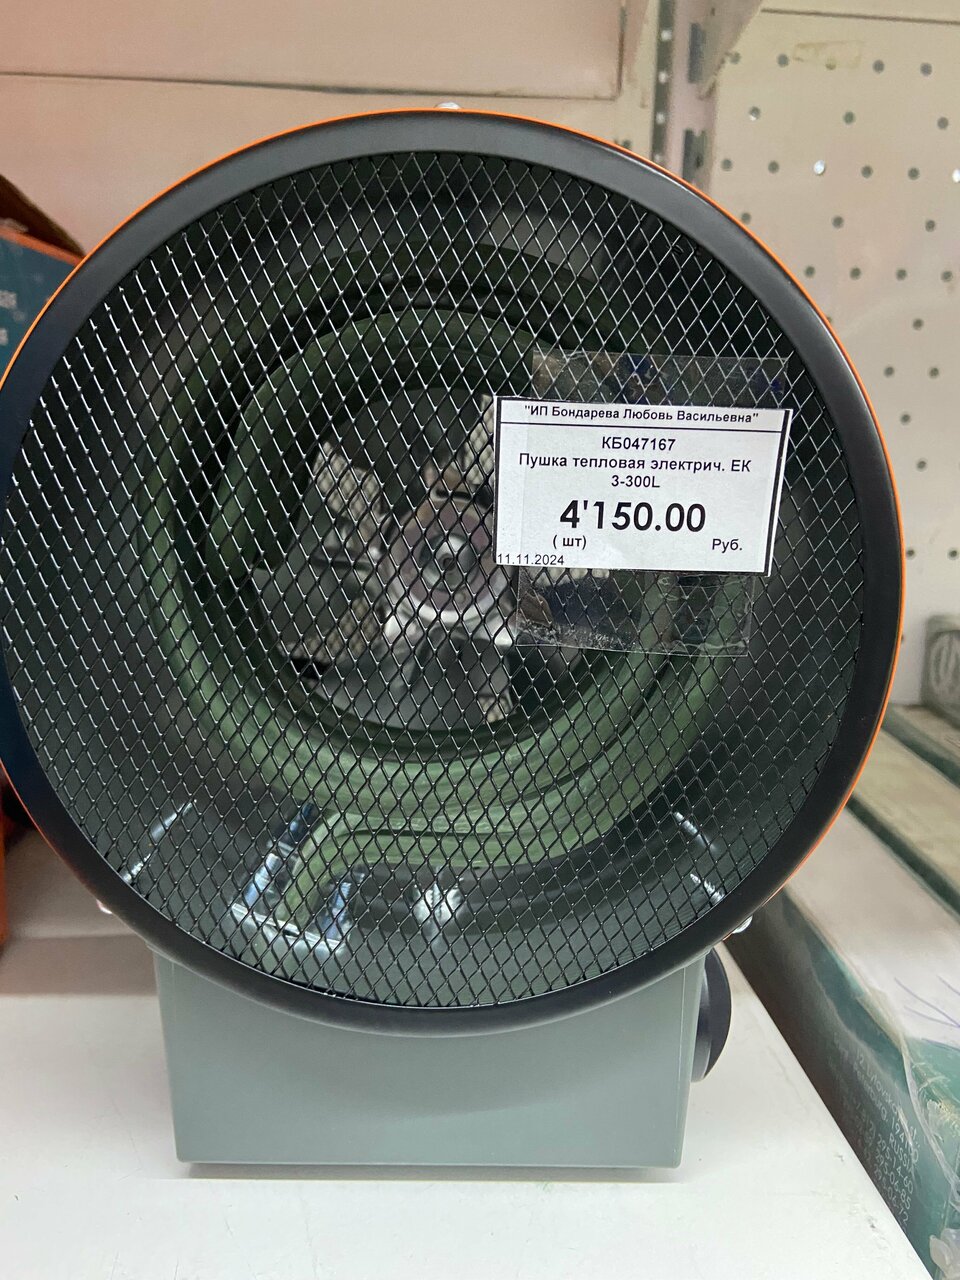 "ИП Бондарева Любовь Васильевна"
КБ047167
Пушка тепловая электрич. ЕК
3-300L
4'150.00
( шт)
Руб.
11.11.2024